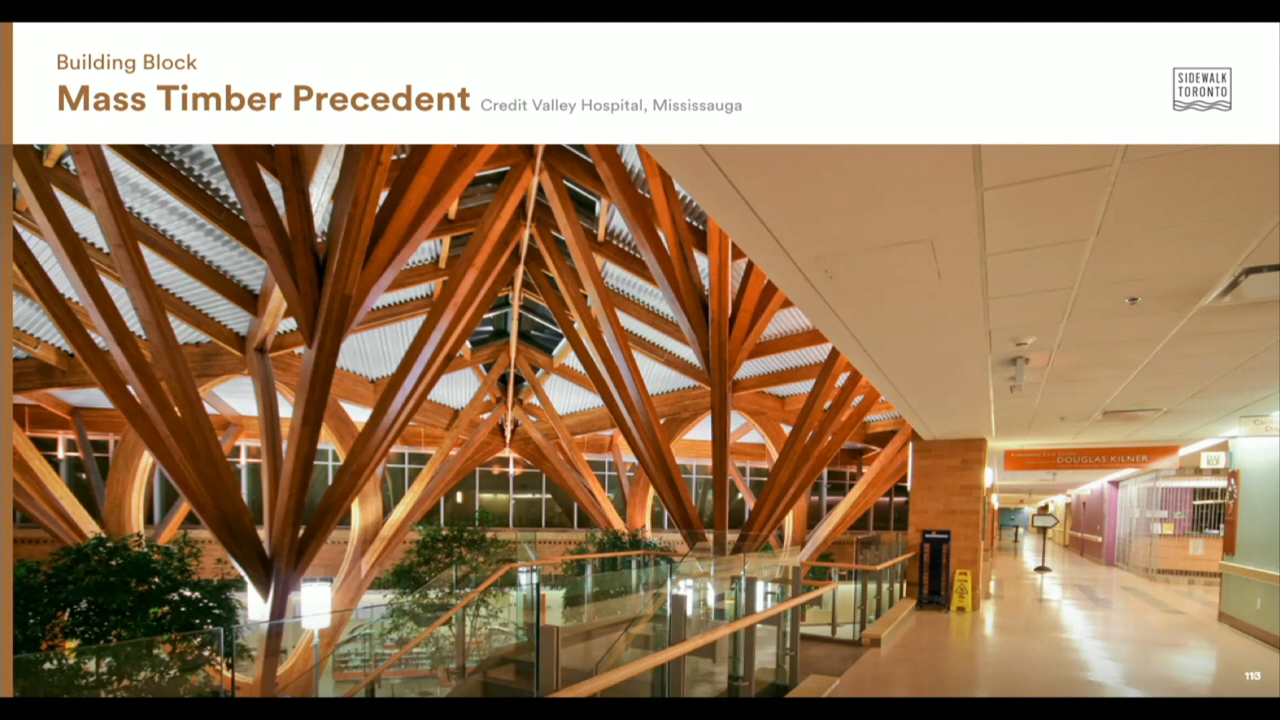 Building Block
Mass Timber Precedent Credit Valley Hospital, Mississauga
SIDEWALK
TORONTO
DOUGLAS KILNER
113